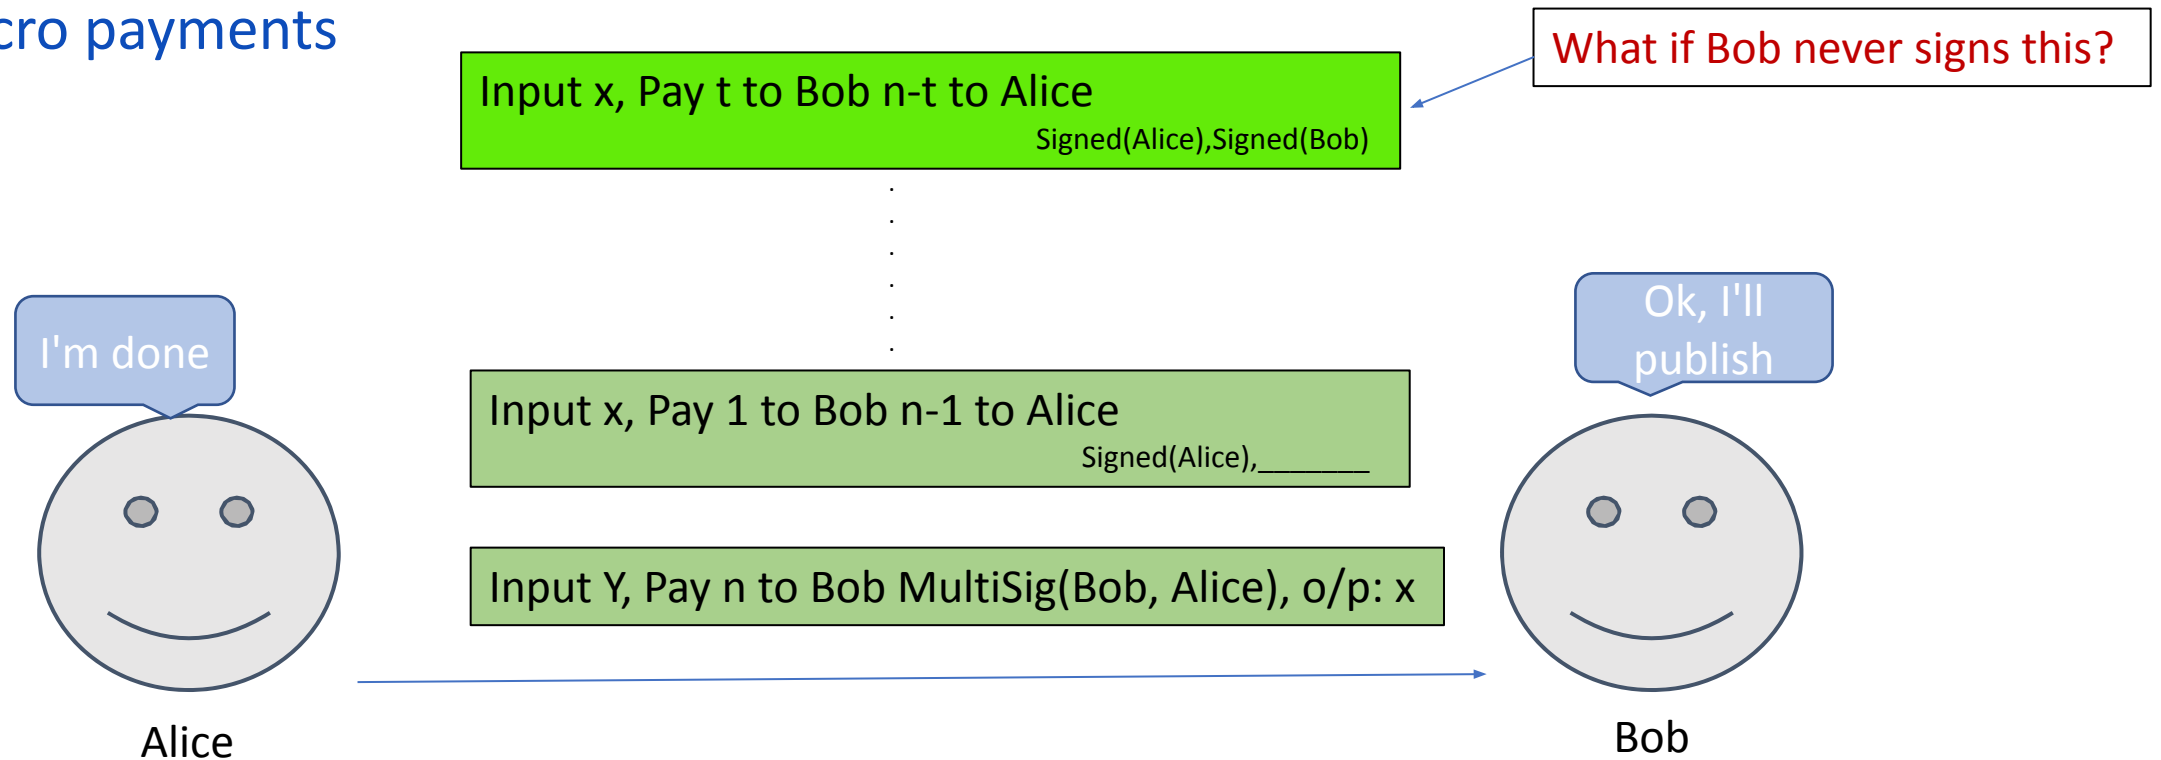 cro payments
What if Bob never signs this?
Input x, Pay t to Bob n-t to Alice
Signed(Alice),Signed(Bob)
I'm done
Ok, I'll
publish
Input x, Pay 1 to Bob n-1 to Alice
Signed(Alice),_______
Input Y, Pay n to Bob MultiSig(Bob, Alice), o/p: x
Alice
Bob